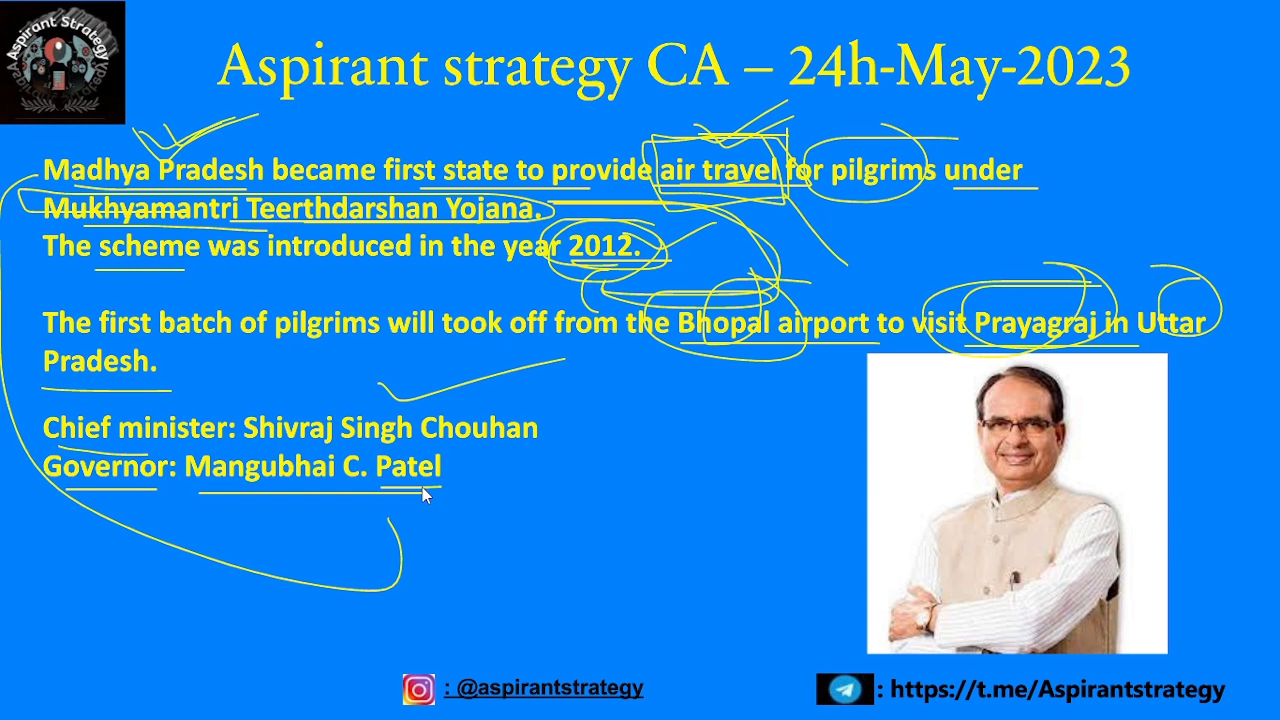 Aspirant Strategy
Aspirant strategy CA – 24h-May-2023
Madhya Pradesh became first state to provide air travel for pilgrims under
Mukhyamantri Teerthdarshan Yojana.
The scheme was introduced in the year 2012.
The first batch of pilgrims will took off from the Bhopal airport to visit Prayagraj in Uttar
Pradesh.
Chief minister: Shivraj Singh Chouhan
Governor: Mangubhai C. Patel
: @aspirantstrategy
: https://t.me/Aspirantstrategy